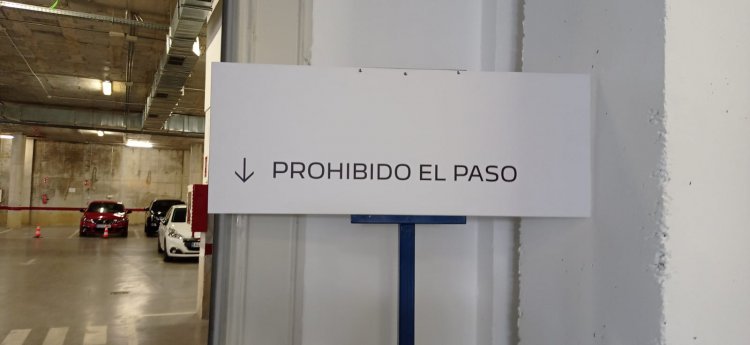 ↓ PROHIBIDO EL PASO